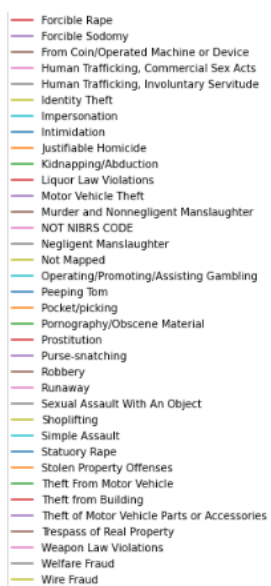 Forcible Rape
Forcible Sodomy
From Coin/Operated Machine or Device
Human Trafficking, Commercial Sex Acts
Human Trafficking, Involuntary Servitude
Identity Theft
Impersonation
Intimidation
Justifiable Homicide
Kidnapping/Abduction
Liquor Law Violations
Motor Vehicle Theft
Murder and Nonnegligent Manslaughter
NOT NIBRS CODE
Negligent Manslaughter
Not Mapped
Operating/Promoting/Assisting Gambling
Peeping Tom
Pocket/picking
Pornography/Obscene Material
Prostitution
Purse-snatching
Robbery
Runaway
Sexual Assault With An Object
Shoplifting
Simple Assault
Statuory Rape
Stolen Property Offenses
Theft From Motor Vehicle
Theft from Building
Theft of Motor Vehicle Parts or Accessories
Trespass of Real Property
Weapon Law Violations
Welfare Fraud
Wire Fraud